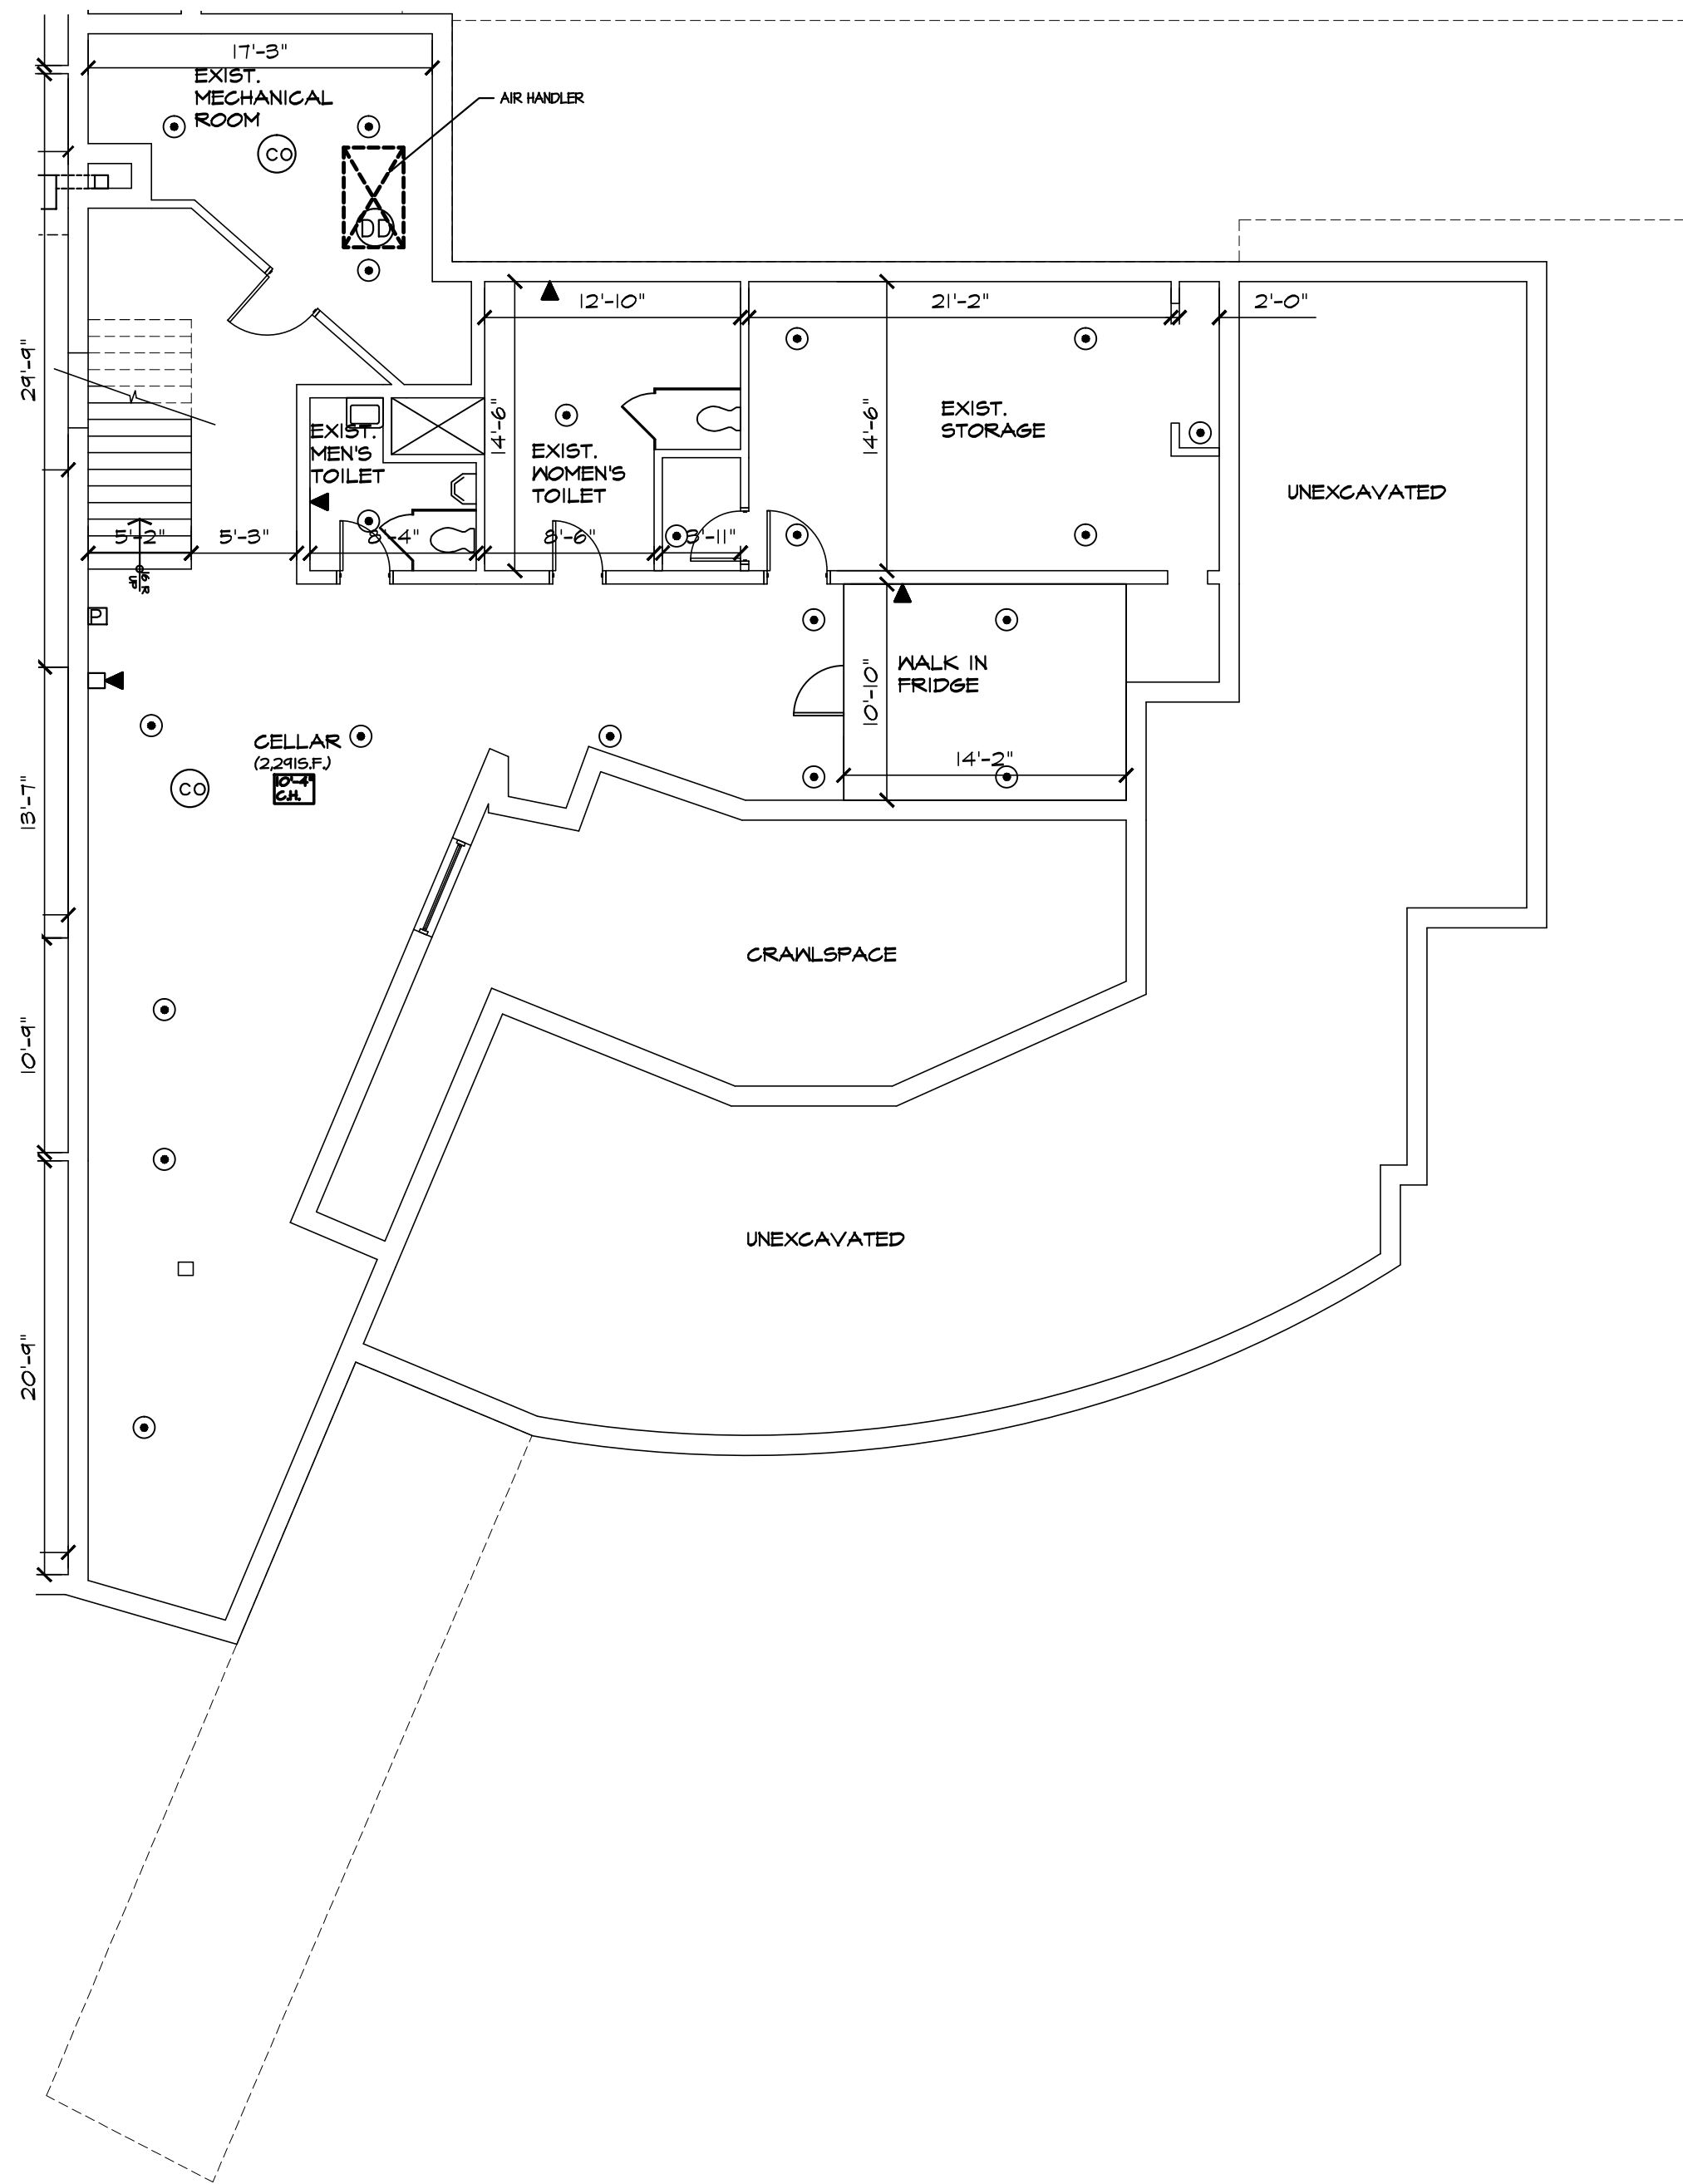 17'-3"
EXIST.
MECHANICAL
ROOM
AIR HANDLER
CO
DD
12'-10"
21'-2"
2'-0"
29'-9"
14'-6"
14'-6"
EXIST.
STORAGE
EXIST.
MEN'S
TOILET
EXIST.
WOMEN'S
TOILET
UNEXCAVATED
5'-2"
5'-3"
8'-4"
8'-6"
3'-11"
16 R
UP
P
WALK IN
FRIDGE
10'-10"
14'-2"
CELLAR
(2,291S.F.)
10'-4"
C.H.
CO
13'-7"
CRAWLSPACE
10'-9"
UNEXCAVATED
20'-9"